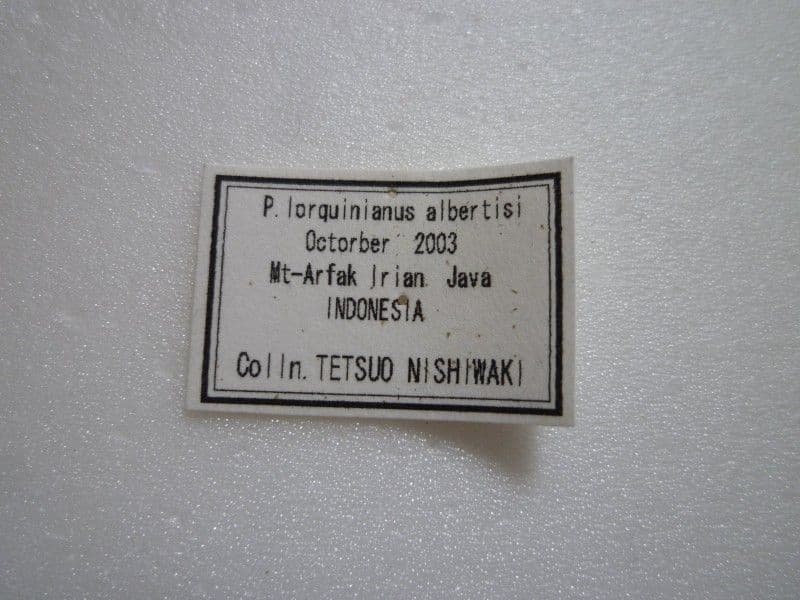 P. lorquinianus albertisi
Octorber 2003
Mt-Arfak Irian Java
INDONESIA
Colln. TETSUO NISHIWAKI